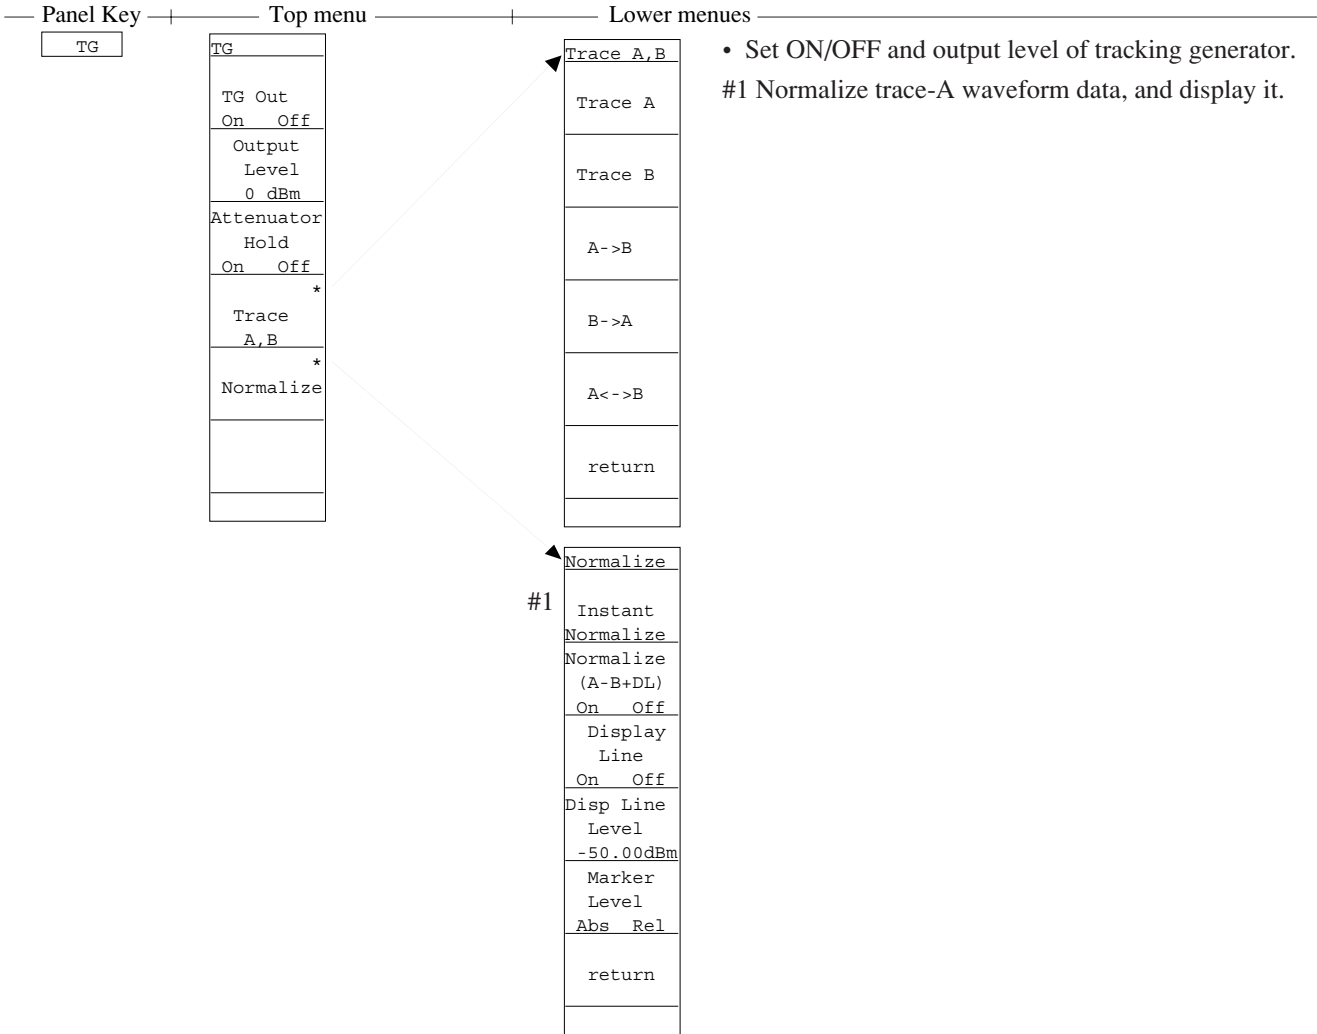 Panel Key
Top menu
Lower menues
TG
TG
TG Out
On Off
Output
Level
0 dBm
Attenuator
Hold
On Off
*
Trace
A,B
*
Normalize
Trace A,B
Trace A
Trace B
A->B
B->A
A<->B
return
#1
Normalize
Instant
Normalize
Normalize
(A-B+DL)
On Off
Display
Line
On Off
Disp Line
Level
-50.00dBm
Marker
Level
Abs Rel
return
• Set ON/OFF and output level of tracking generator.
#1 Normalize trace-A waveform data, and display it.